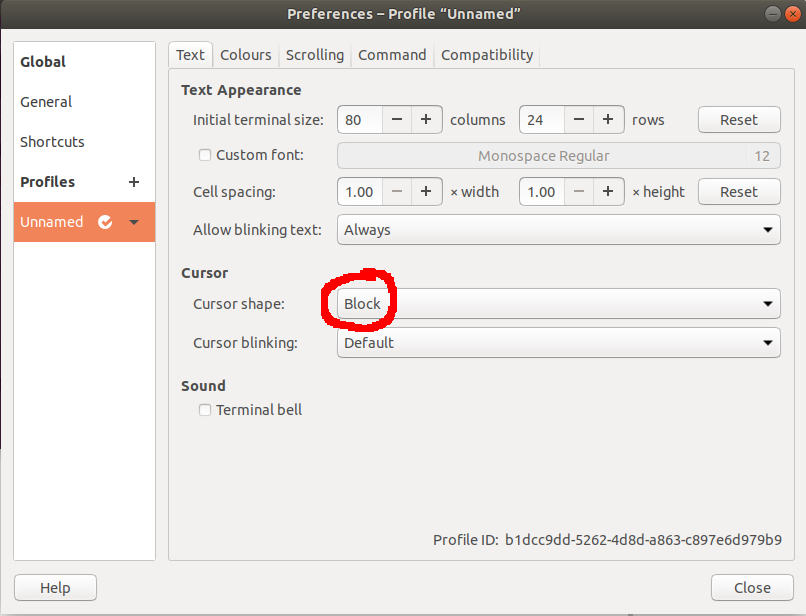 Preferences – Profile “Unnamed”
Global
General
Shortcuts
Profiles +
Unnamed
Text Colours Scrolling Command Compatibility
Text Appearance
Initial terminal size: 80 − + columns 24 − + rows Reset
Custom font: Monospace Regular 12
Cell spacing: 1.00 − + × width 1.00 − + × height Reset
Allow blinking text: Always
Cursor
Cursor shape: Block
Cursor blinking: Default
Sound
Terminal bell
Profile ID: b1dcc9dd-5262-4d8d-a863-c897e6d979b9
Help Close